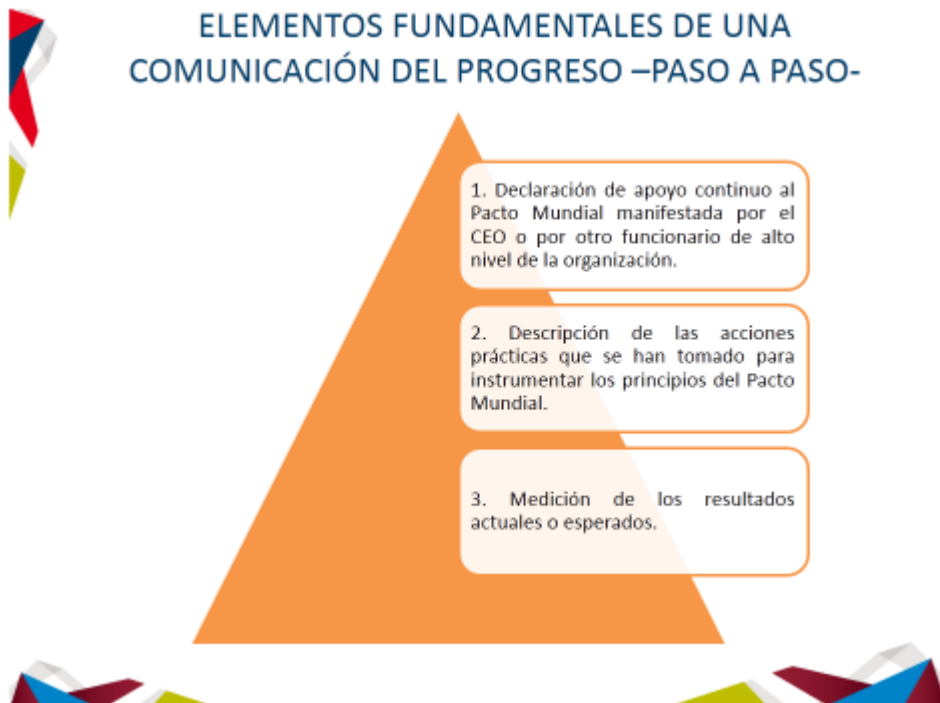 ELEMENTOS FUNDAMENTALES DE UNA
COMUNICACIÓN DEL PROGRESO –PASO A PASO-
1. Declaración de apoyo continuo al
Pacto Mundial manifestada por el
CEO o por otro funcionario de alto
nivel de la organización.
2. Descripción de las acciones
prácticas que se han tomado para
instrumentar los principios del Pacto
Mundial.
3. Medición de los resultados
actuales o esperados.